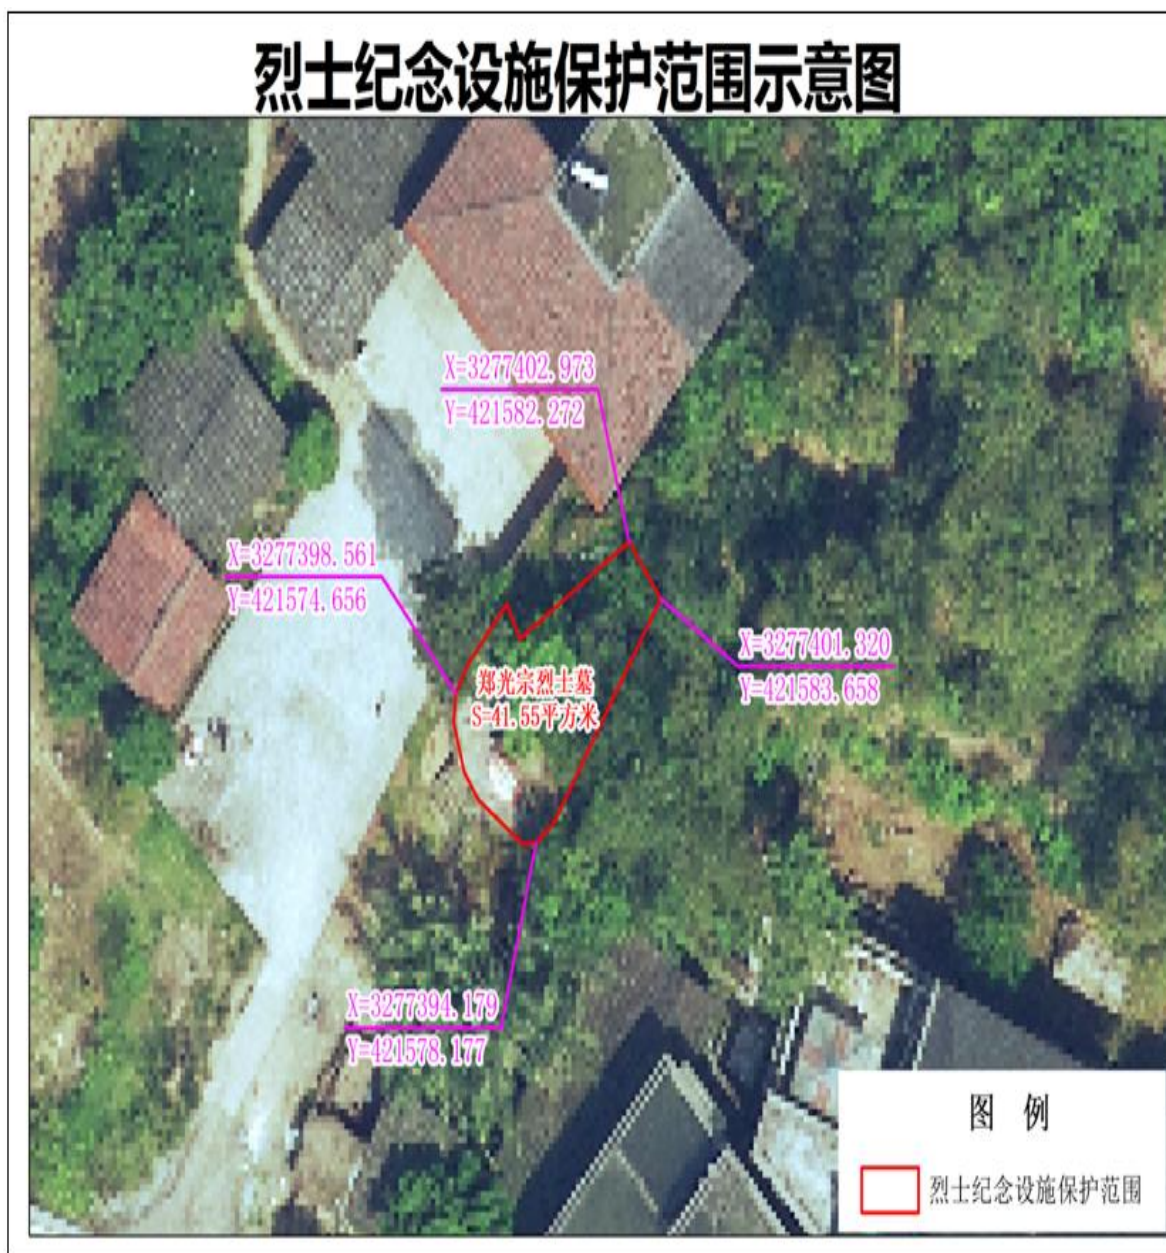 烈士纪念设施保护范围示意图
X=3277402.973
Y=421582.272
X=3277398.561
Y=421574.656
X=3277401.320
Y=421583.658
郑光宗烈士墓
S=41.55平方米
X=3277394.179
Y=421578.177
图 例
烈士纪念设施保护范围